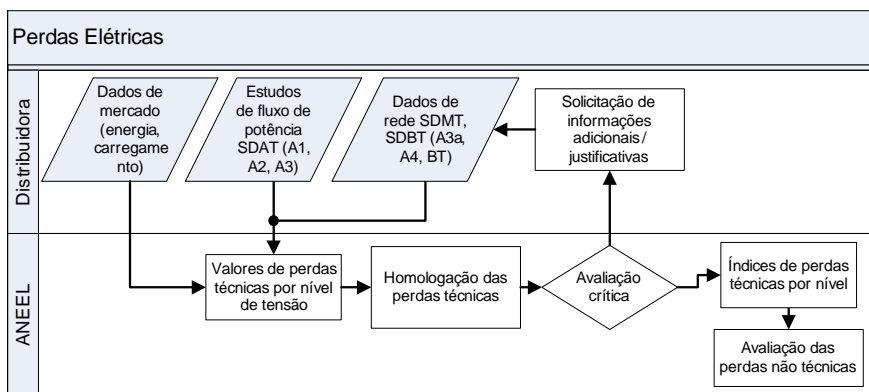 Perdas Elétricas
Distribuidora
Dados de
mercado
(energia,
carregame
nto)
Estudos
de fluxo de
potência
SDAT (A1,
A2, A3)
Dados de
rede SDMT,
SDBT (A3a,
A4, BT)
Solicitação de
informações
adicionais/
justificativas
ANEEL
Valores de perdas
técnicas por nível
de tensão
Homologação das
perdas técnicas
Avaliação
crítica
Índices de perdas
técnicas por nível
Avaliação das
perdas não técnicas